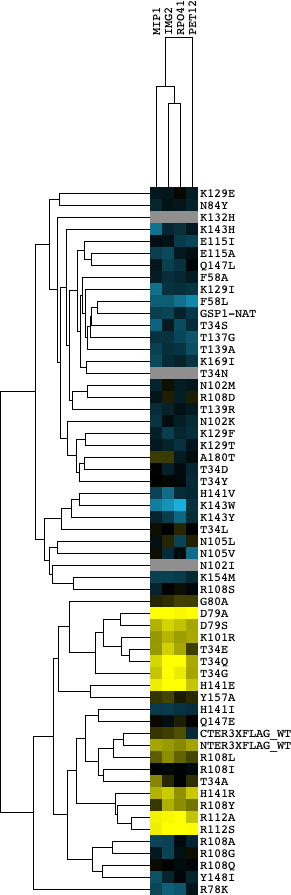 MIP1
IMG2
RPO41
PET12
K129E
N84Y
K132H
K143H
E115I
E115A
Q147L
F58A
K129I
F58L
GSP1-NAT
T34S
T137G
T139A
K169I
T34N
N102M
R108D
T139R
N102K
K129F
K129T
A180T
T34D
T34Y
H141V
K143W
K143Y
T34L
N105L
N105V
N102I
K154M
R108S
G80A
D79A
D79S
K101R
T34E
T34Q
T34G
H141E
Y157A
H141I
Q147E
CTER3XFLAG_WT
NTER3XFLAG_WT
R108L
R108I
T34A
H141R
R108Y
R112A
R112S
R108A
R108G
R108Q
Y148I
R78K